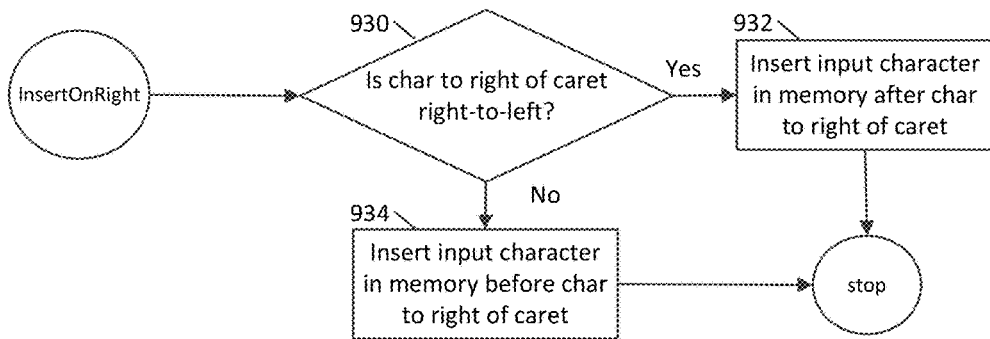 930
932
InsertOnRight
Is char to right of caret
right-to-left?
Yes
Insert input character
in memory after char
to right of caret
No
934
Insert input character
in memory before char
to right of caret
stop